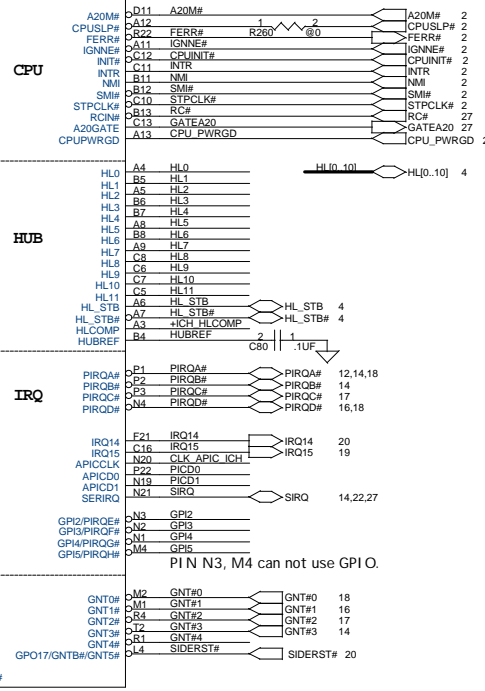 A20M# D11 A20M# A20M# 2
CPUSLP# A12 1 2 CPUSLP# 2
FERR# R22 FERR# R260 @0 FERR# 2
IGNNE# A11 IGNNE# IGNNE# 2
INIT# C12 CPUINIT# CPUINIT# 2
CPU
INTR C11 INTR INTR 2
NMI B11 NMI NMI 2
SMI# B12 SMI# SMI# 2
STPCLK# C10 STPCLK# STPCLK# 2
RCIN# B13 RC# RC# 27
A20GATE C13 GATEA20 GATEA20 27
CPUPWRGD A13 CPU_PWRGD CPU_PWRGD 2
HL0 A4 HL0 HL[0..10] HL[0..10] 4
HL1 B5 HL1
HL2 A5 HL2
HL3 B6 HL3
HL4 B7 HL4
HL5 A8 HL5
HUB
HL6 B8 HL6
HL7 A9 HL7
HL8 C8 HL8
HL9 C6 HL9
HL10 C7 HL10
HL11 C5 HL11
HL_STB A6 HL_STB HL_STB 4
HL_STB# A7 HL_STB# HL_STB# 4
HLCOMP A3 +ICH_HLCOMP
HUBREF B4 HUBREF 2 1
C80 .1UF
PIRQA# P1 PIRQA# PIRQA# 12,14,18
PIRQB# P2 PIRQB# PIRQB# 14
PIRQC# P3 PIRQC# PIRQC# 17
IRQ
PIRQD# N4 PIRQD# PIRQD# 16,18
IRQ14 F21 IRQ14 IRQ14 20
IRQ15 C16 IRQ15 IRQ15 19
APICCLK N20 CLK_APIC_ICH
APICD0 P22 PICD0
APICD1 N19 PICD1
SERIRQ N21 SIRQ SIRQ 14,22,27
GPI2/PIRQE# N3 GPI2
GPI3/PIRQF# N2 GPI3
GPI4/PIRQG# N1 GPI4
GPI5/PIRQH# M4 GPI5
PIN N3, M4 can not use GPIO.
GNT0# M2 GNT#0 GNT#0 18
GNT1# M1 GNT#1 GNT#1 16
GNT2# R4 GNT#2 GNT#2 17
GNT3# T2 GNT#3 GNT#3 14
GNT4# R1 GNT#4
GPO17/GNTB#/GNT5# L4 SIDERST# SIDERST# 20
#